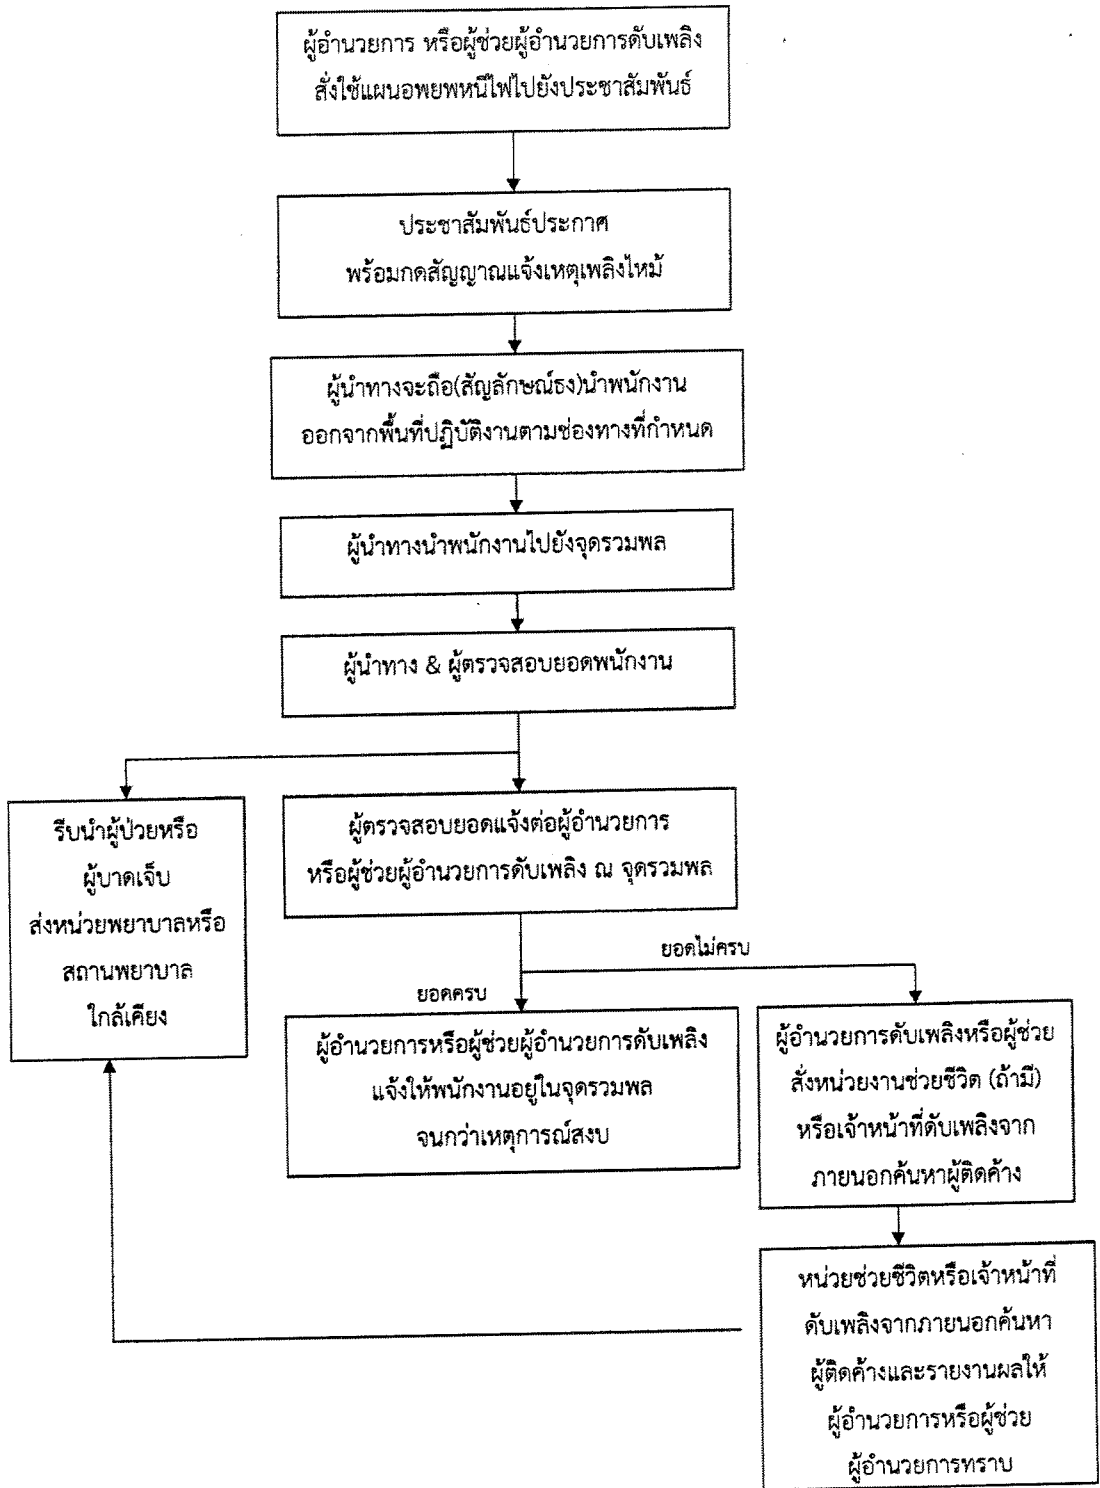 ผู้อำนวยการ หรือผู้ช่วยผู้อำนวยการดับเพลิง
สั่งใช้แผนอพยพหนีไฟไปยังประชาสัมพันธ์
ประชาสัมพันธ์ประกาศ
พร้อมกดสัญญาณแจ้งเหตุเพลิงไหม้
ผู้นำทางจะถือ(สัญลักษณ์ธง)นำพนักงาน
ออกจากพื้นที่ปฏิบัติงานตามช่องทางที่กำหนด
ผู้นำทางนำพนักงานไปยังจุดรวมพล
ผู้นำทาง & ผู้ตรวจสอบยอดพนักงาน
รีบนำผู้ป่วยหรือ
ผู้บาดเจ็บ
ส่งหน่วยพยาบาลหรือ
สถานพยาบาล
ใกล้เคียง
ผู้ตรวจสอบยอดแจ้งต่อผู้อำนวยการ
หรือผู้ช่วยผู้อำนวยการดับเพลิง ณ จุดรวมพล
ยอดไม่ครบ
ยอดครบ
ผู้อำนวยการหรือผู้ช่วยผู้อำนวยการดับเพลิง
แจ้งให้พนักงานอยู่ในจุดรวมพล
จนกว่าเหตุการณ์สงบ
ผู้อำนวยการดับเพลิงหรือผู้ช่วย
สั่งหน่วยงานช่วยชีวิต (ถ้ามี)
หรือเจ้าหน้าที่ดับเพลิงจาก
ภายนอกค้นหาผู้ติดค้าง
หน่วยช่วยชีวิตหรือเจ้าหน้าที่
ดับเพลิงจากภายนอกค้นหา
ผู้ติดค้างและรายงานผลให้
ผู้อำนวยการหรือผู้ช่วย
ผู้อำนวยการทราบ